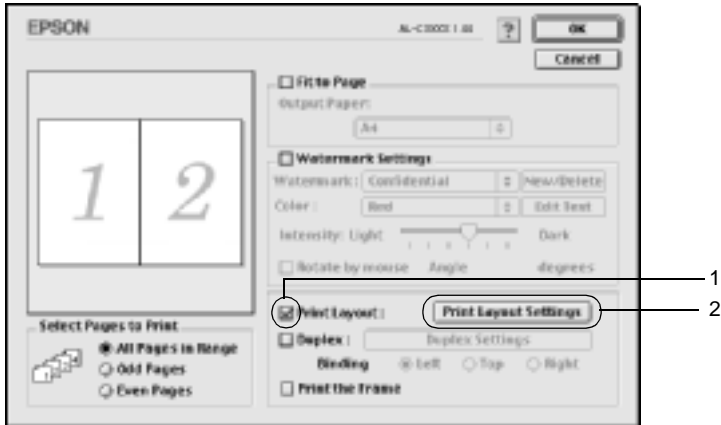 EPSON
? OK
Cancel
Fit to Page
Output Paper:
A4
Watermark Settings
Watermark: Confidential New/Delete
Color: Red Edit Text
Intensity: Light Dark
Rotate by mouse Angle degrees
1 2
1
Print Layout: Print Layout Settings 2
Select Pages to Print
All Pages in Range
Odd Pages
Even Pages
Duplex: Duplex Settings
Binding Left Top Right
Print the Frame